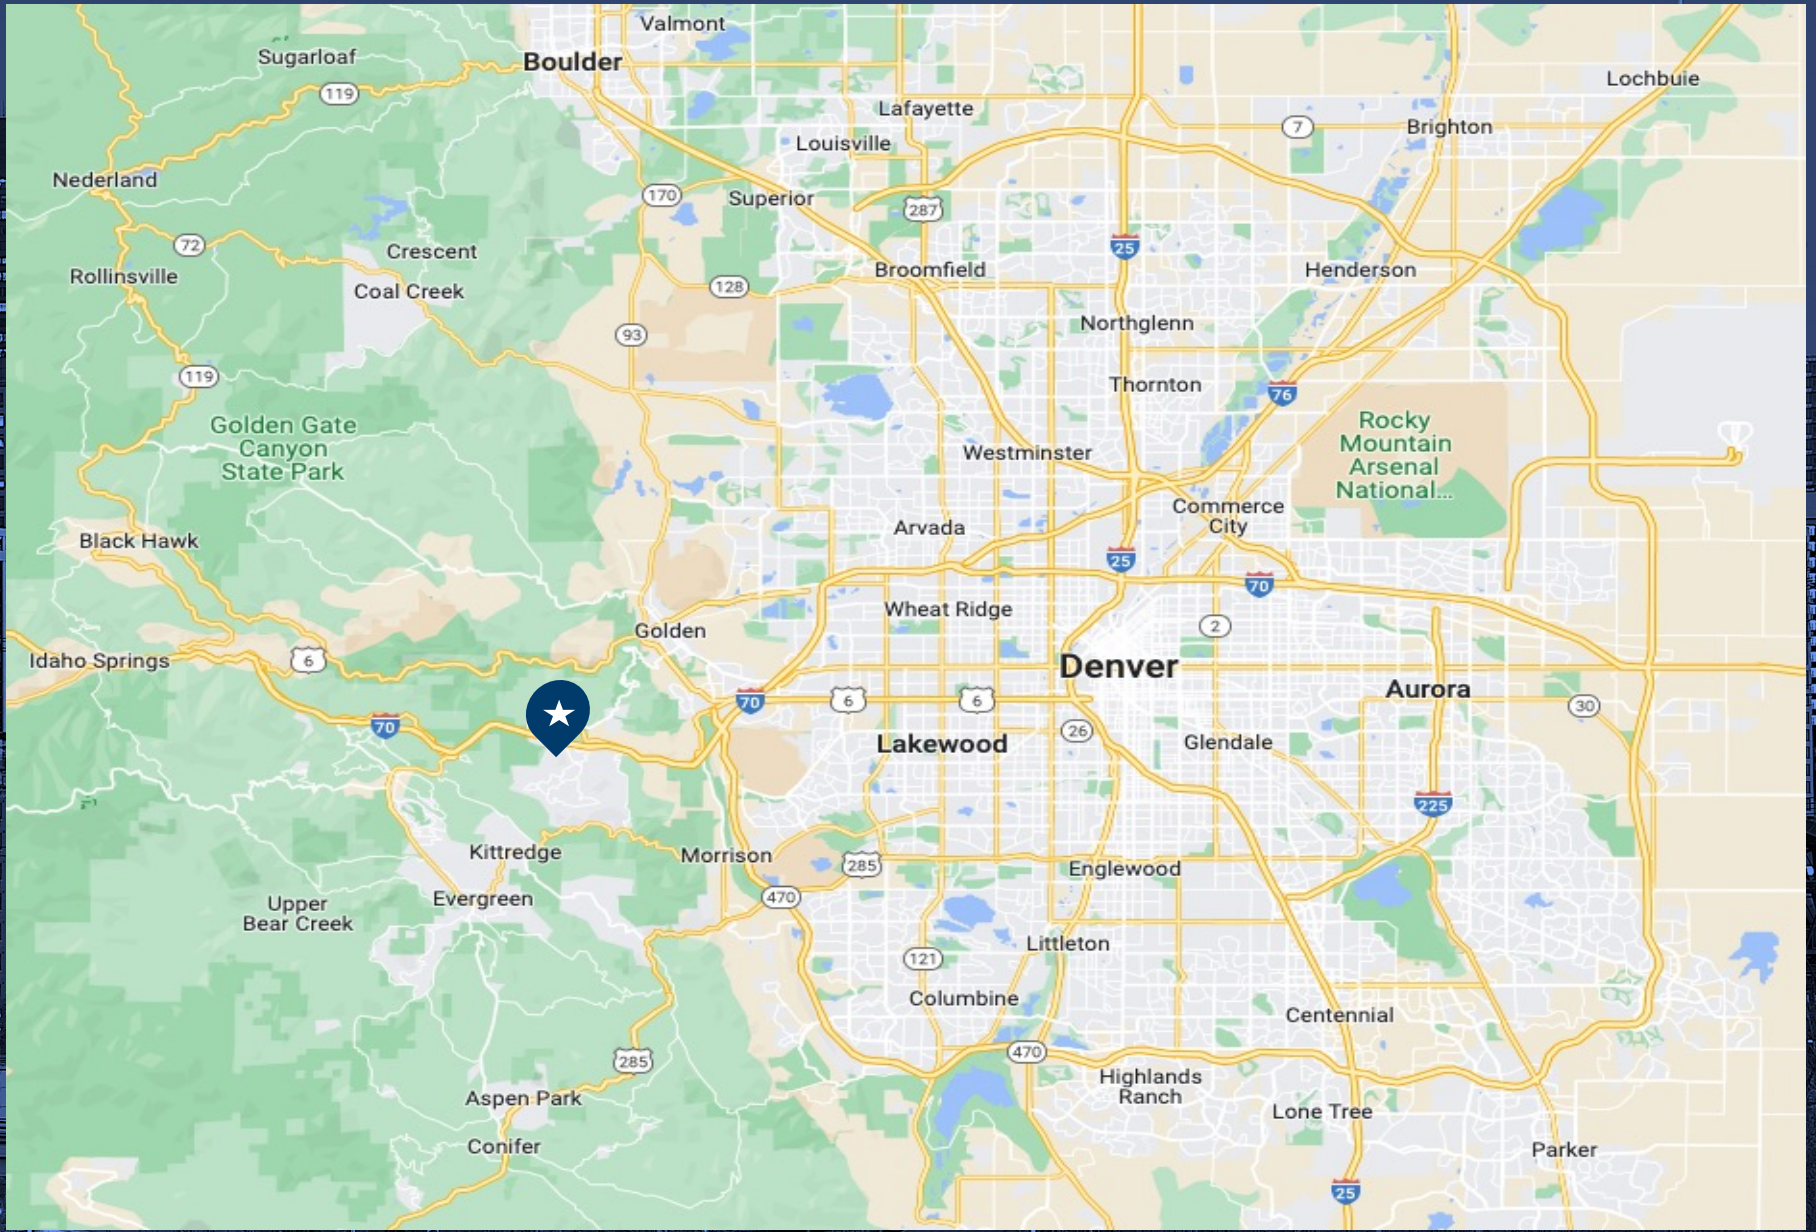 Valmont
Sugarloaf
Boulder
Lochbuie
119
Lafayette
7
Brighton
Louisville
Nederland
170
Superior
287
72
25
Crescent
Rollinsville
Broomfield
Henderson
128
Coal Creek
Northglenn
93
119
Thornton
76
Golden Gate
Canyon
State Park
Rocky
Mountain
Arsenal
National...
Westminster
Commerce
City
Arvada
Black Hawk
25
70
Wheat Ridge
2
Golden
Idaho Springs
6
Denver
Aurora
70
6
6
30
70
26
Lakewood
Glendale
225
Kittredge
Morrison
285
Englewood
470
Evergreen
Upper
Bear Creek
Littleton
121
Columbine
Centennial
470
285
Highlands
Ranch
Aspen Park
Lone Tree
Conifer
Parker
25